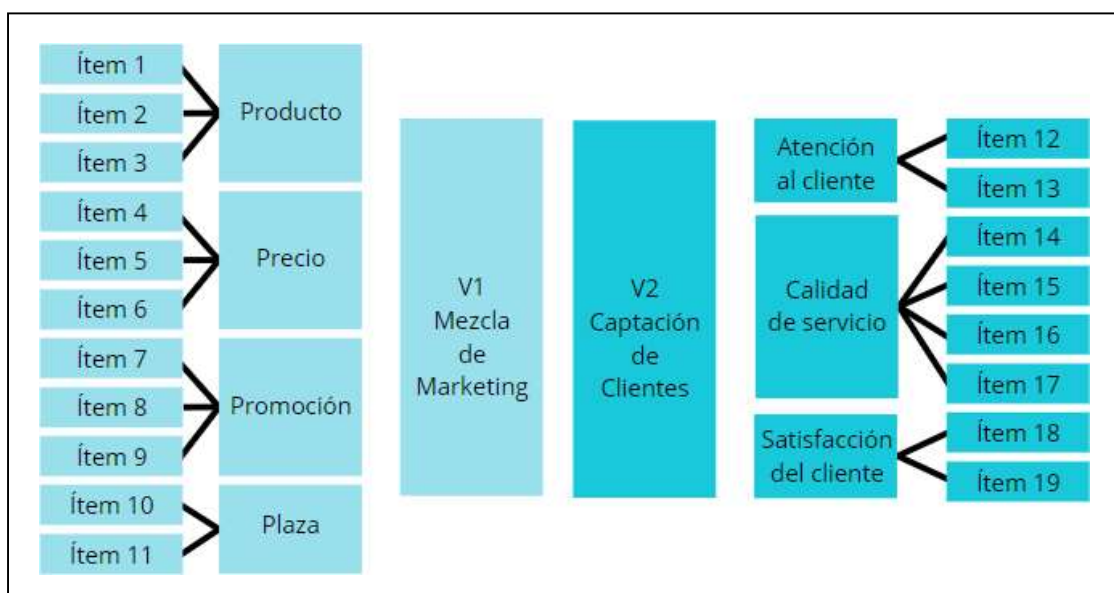 Ítem 1
Ítem 2
Ítem 3
Producto
Ítem 4
Ítem 5
Ítem 6
Precio
Ítem 7
Ítem 8
Ítem 9
Promoción
Ítem 10
Ítem 11
Plaza
V1
Mezcla
de
Marketing
V2
Captación
de
Clientes
Atención
al cliente
Ítem 12
Ítem 13
Calidad
de servicio
Ítem 14
Ítem 15
Ítem 16
Ítem 17
Satisfacción
del cliente
Ítem 18
Ítem 19